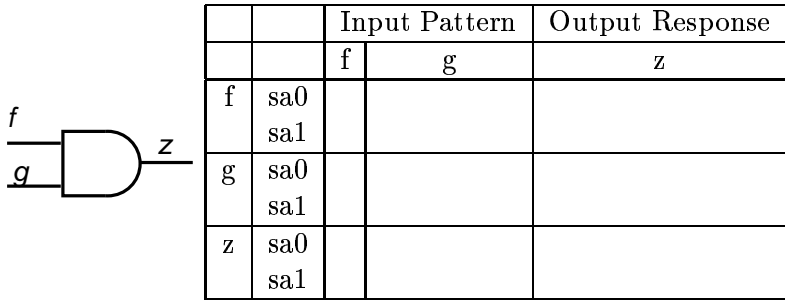 Input Pattern Output Response
f g z
f sa0
sa1
g sa0
sa1
z sa0
sa1
f
g
z